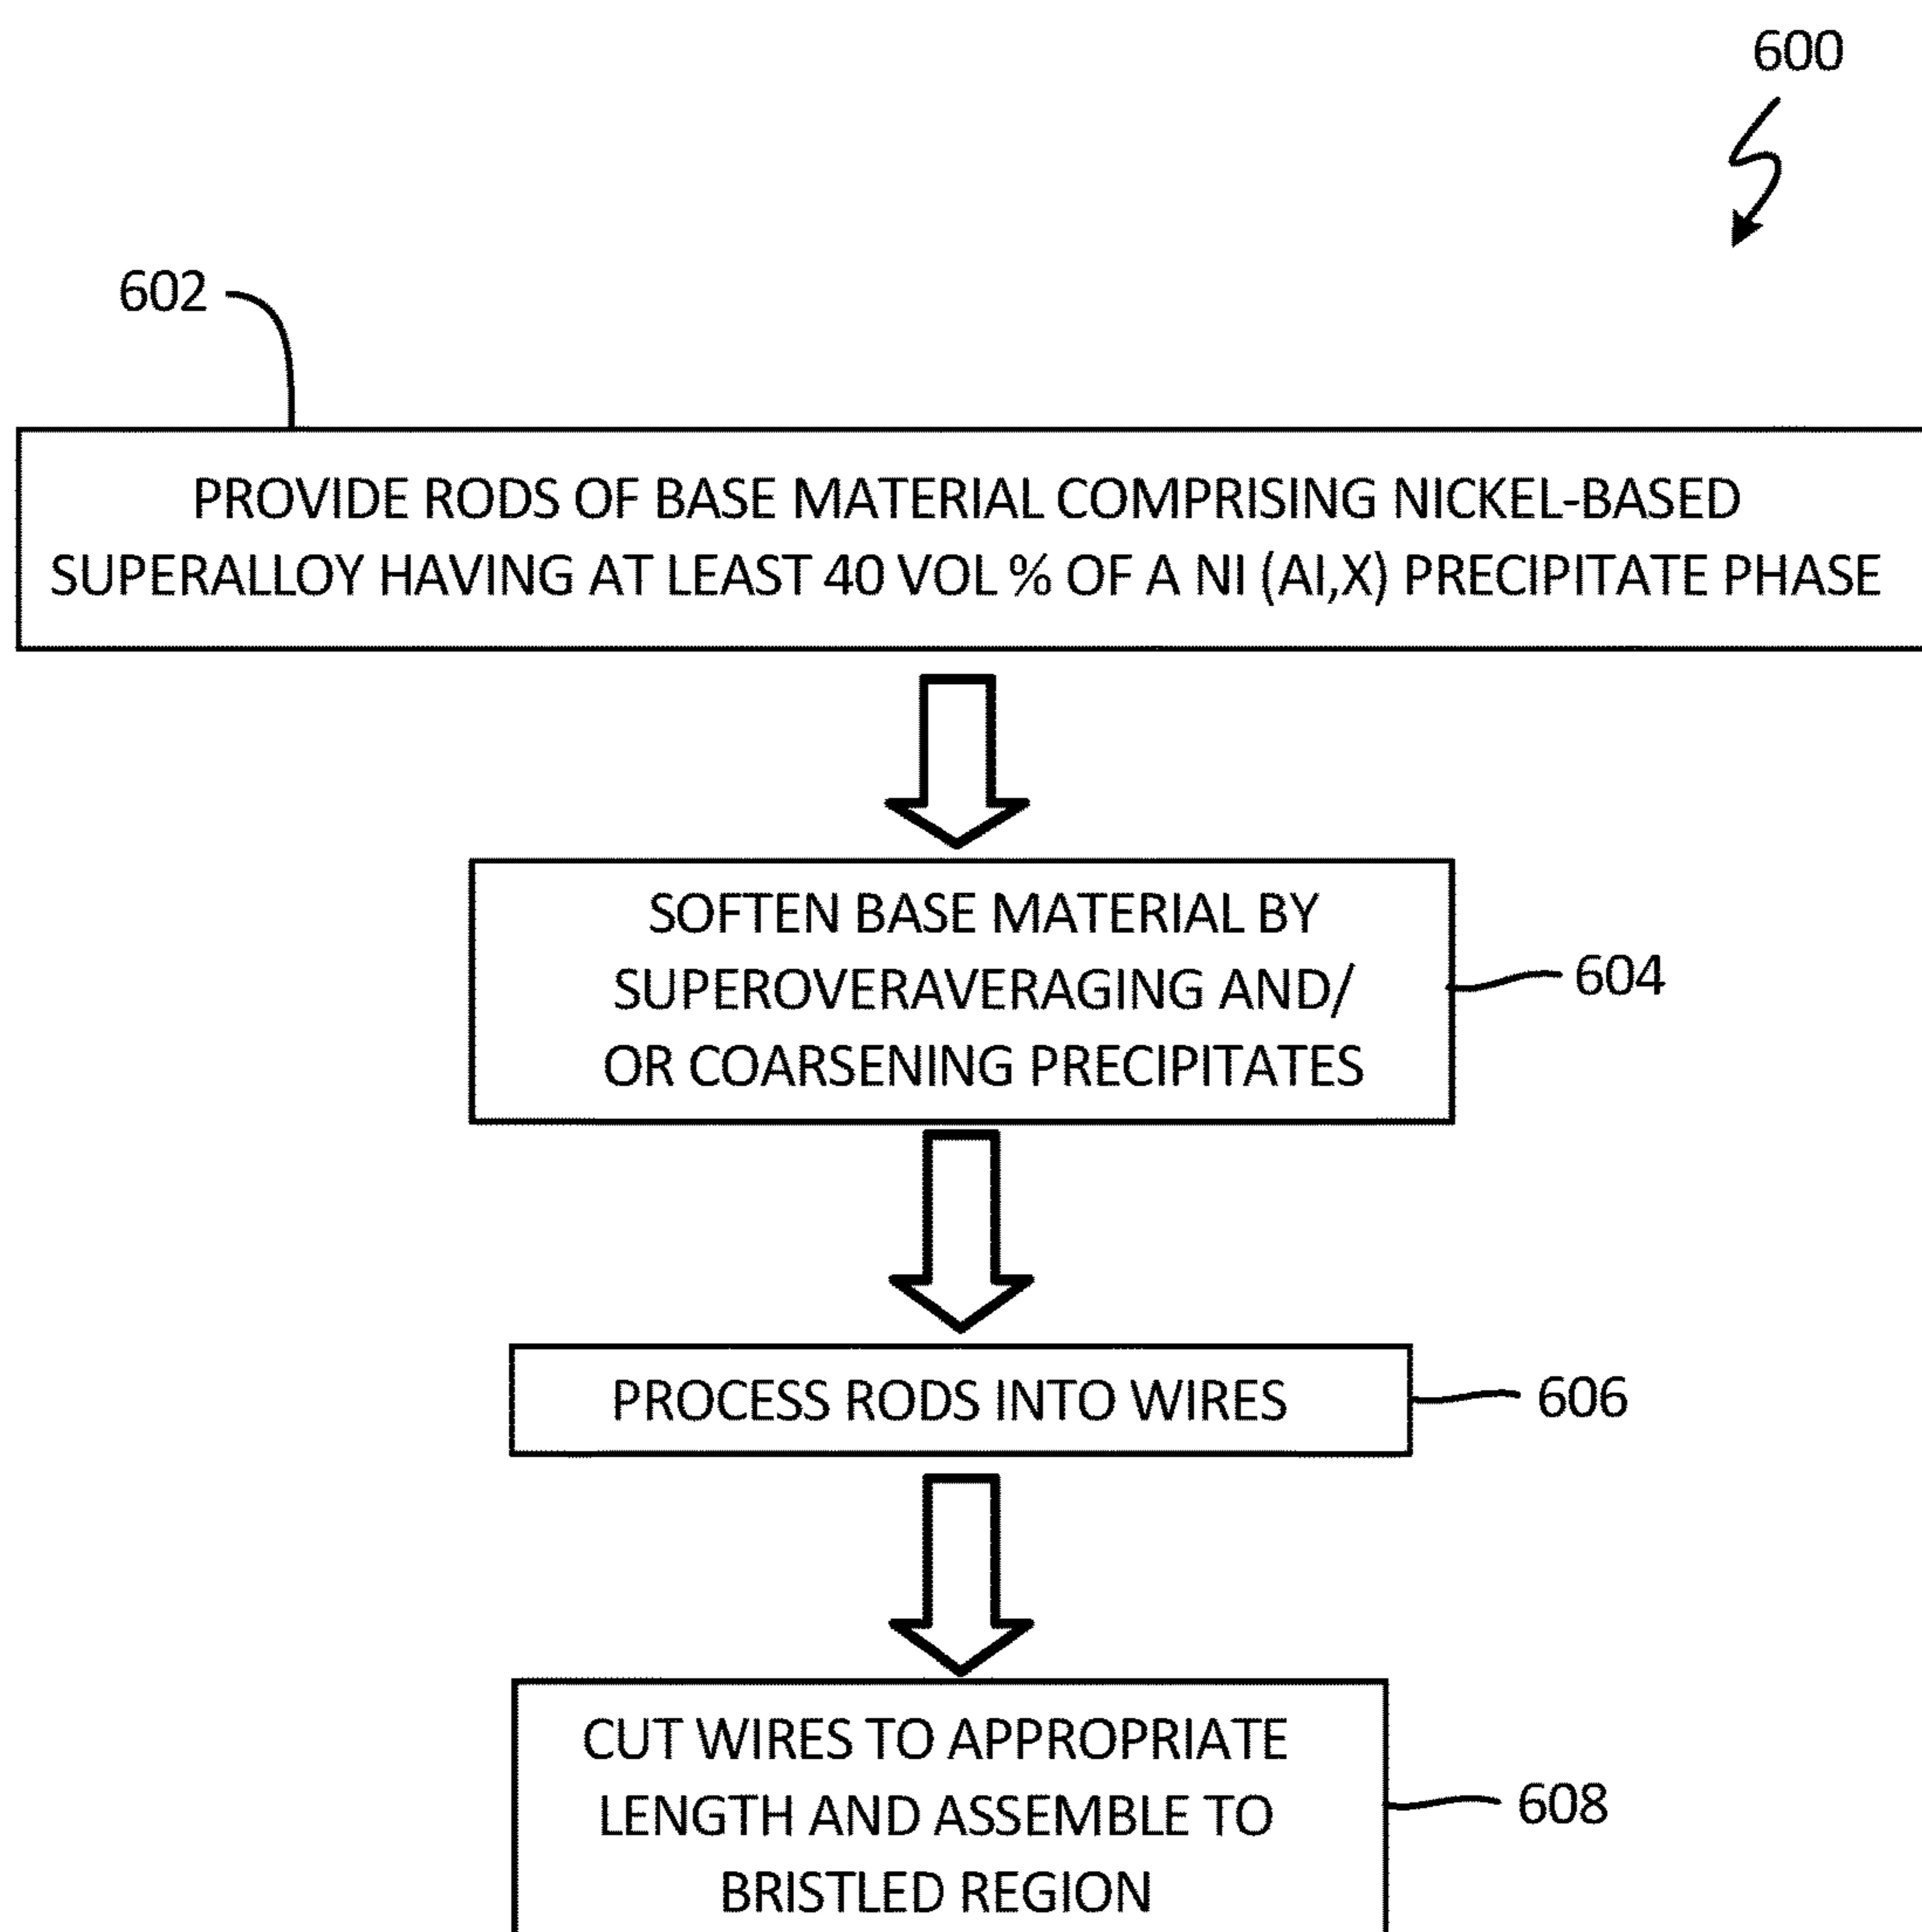 600
602
PROVIDE RODS OF BASE MATERIAL COMPRISING NICKEL-BASED
SUPERALLOY HAVING AT LEAST 40 VOL % OF A NI (AI,X) PRECIPITATE PHASE
SOFTEN BASE MATERIAL BY
SUPEROVERAVERAGING AND/
OR COARSENING PRECIPITATES
604
PROCESS RODS INTO WIRES
606
CUT WIRES TO APPROPRIATE
LENGTH AND ASSEMBLE TO
BRISTLED REGION
608